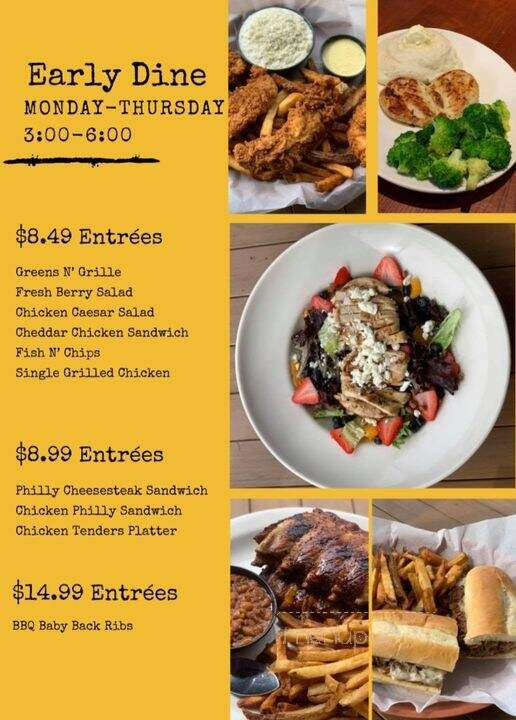 Early Dine
MONDAY-THURSDAY
3:00-6:00
$8.49 Entrées
Greens N' Grille
Fresh Berry Salad
Chicken Caesar Salad
Cheddar Chicken Sandwich
Fish N' Chips
Single Grilled Chicken
$8.99 Entrées
Philly Cheesesteak Sandwich
Chicken Philly Sandwich
Chicken Tenders Platter
$14.99 Entrées
BBQ Baby Back Ribs